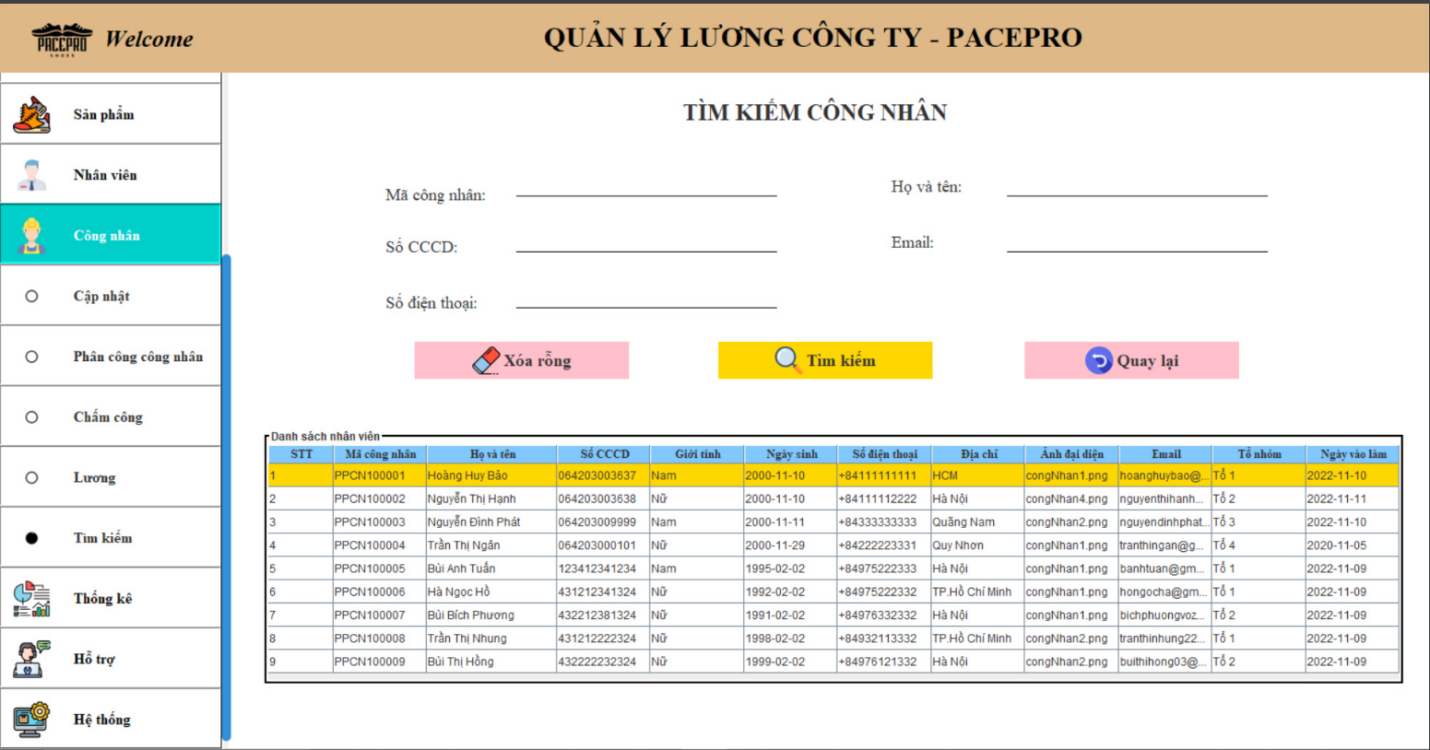 PACEPRO
SHOES
Welcome
QUẢN LÝ LƯƠNG CÔNG TY - PACEPRO
Sản phẩm
Nhân viên
Công nhân
Cập nhật
Phân công công nhân
Chấm công
Lương
Tìm kiếm
Thống kê
Hỗ trợ
Hệ thống
TÌM KIẾM CÔNG NHÂN
Mã công nhân:
Họ và tên:
Số CCCD:
Email:
Số điện thoại:
Xóa rỗng
Tìm kiếm
Quay lại
Danh sách nhân viên
STT Mã công nhân Họ và tên Số CCCD Giới tính Ngày sinh Số điện thoại Địa chỉ Ảnh đại diện Email Tổ nhóm Ngày vào làm
1 PPCN100001 Hoàng Huy Bảo 064203003637 Nam 2000-11-10 +84111111111 HCM congNhan1.png hoanghuybao@... Tổ 1 2022-11-10
2 PPCN100002 Nguyễn Thị Hạnh 064203003638 Nữ 2000-11-10 +84111112222 Hà Nội congNhan4.png nguyenthihanh... Tổ 2 2022-11-11
3 PPCN100003 Nguyễn Đình Phát 064203009999 Nam 2000-11-11 +84333333333 Quãng Nam congNhan2.png nguyendinhphat... Tổ 3 2022-11-10
4 PPCN100004 Trần Thị Ngân 064203000101 Nữ 2000-11-29 +84222223331 Quy Nhơn congNhan1.png tranthingan@g... Tổ 4 2020-11-05
5 PPCN100005 Bùi Anh Tuấn 123412341234 Nam 1995-02-02 +84975222333 Hà Nội congNhan1.png banhtuan@gm... Tổ 1 2022-11-09
6 PPCN100006 Hà Ngọc Hồ 431212341324 Nữ 1992-02-02 +84975222332 TP.Hồ Chí Minh congNhan1.png hongocha@gm... Tổ 1 2022-11-09
7 PPCN100007 Bùi Bích Phương 432212381324 Nữ 1991-02-02 +84976332332 Hà Nội congNhan1.png bichphuongvoz... Tổ 2 2022-11-09
8 PPCN100008 Trần Thị Nhung 431212222324 Nữ 1998-02-02 +84932113332 TP.Hồ Chí Minh congNhan2.png tranthinhung22... Tổ 1 2022-11-09
9 PPCN100009 Bùi Thị Hồng 432222232324 Nữ 1999-02-02 +84976121332 Hà Nội congNhan2.png buithihong03@... Tổ 2 2022-11-09